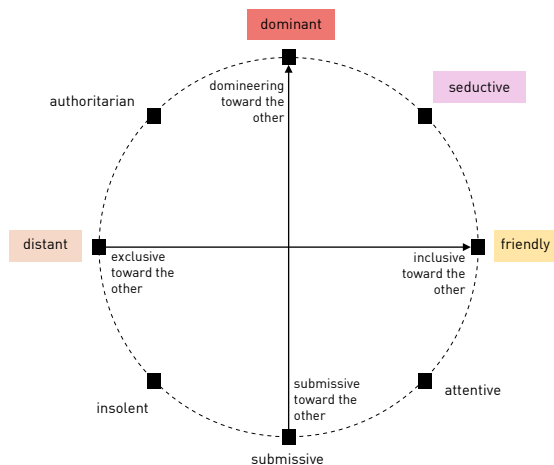 dominant
domineering
toward the
other
seductive
authoritarian
distant
friendly
exclusive
toward the
other
inclusive
toward the
other
submissive
toward the
other
insolent
attentive
submissive